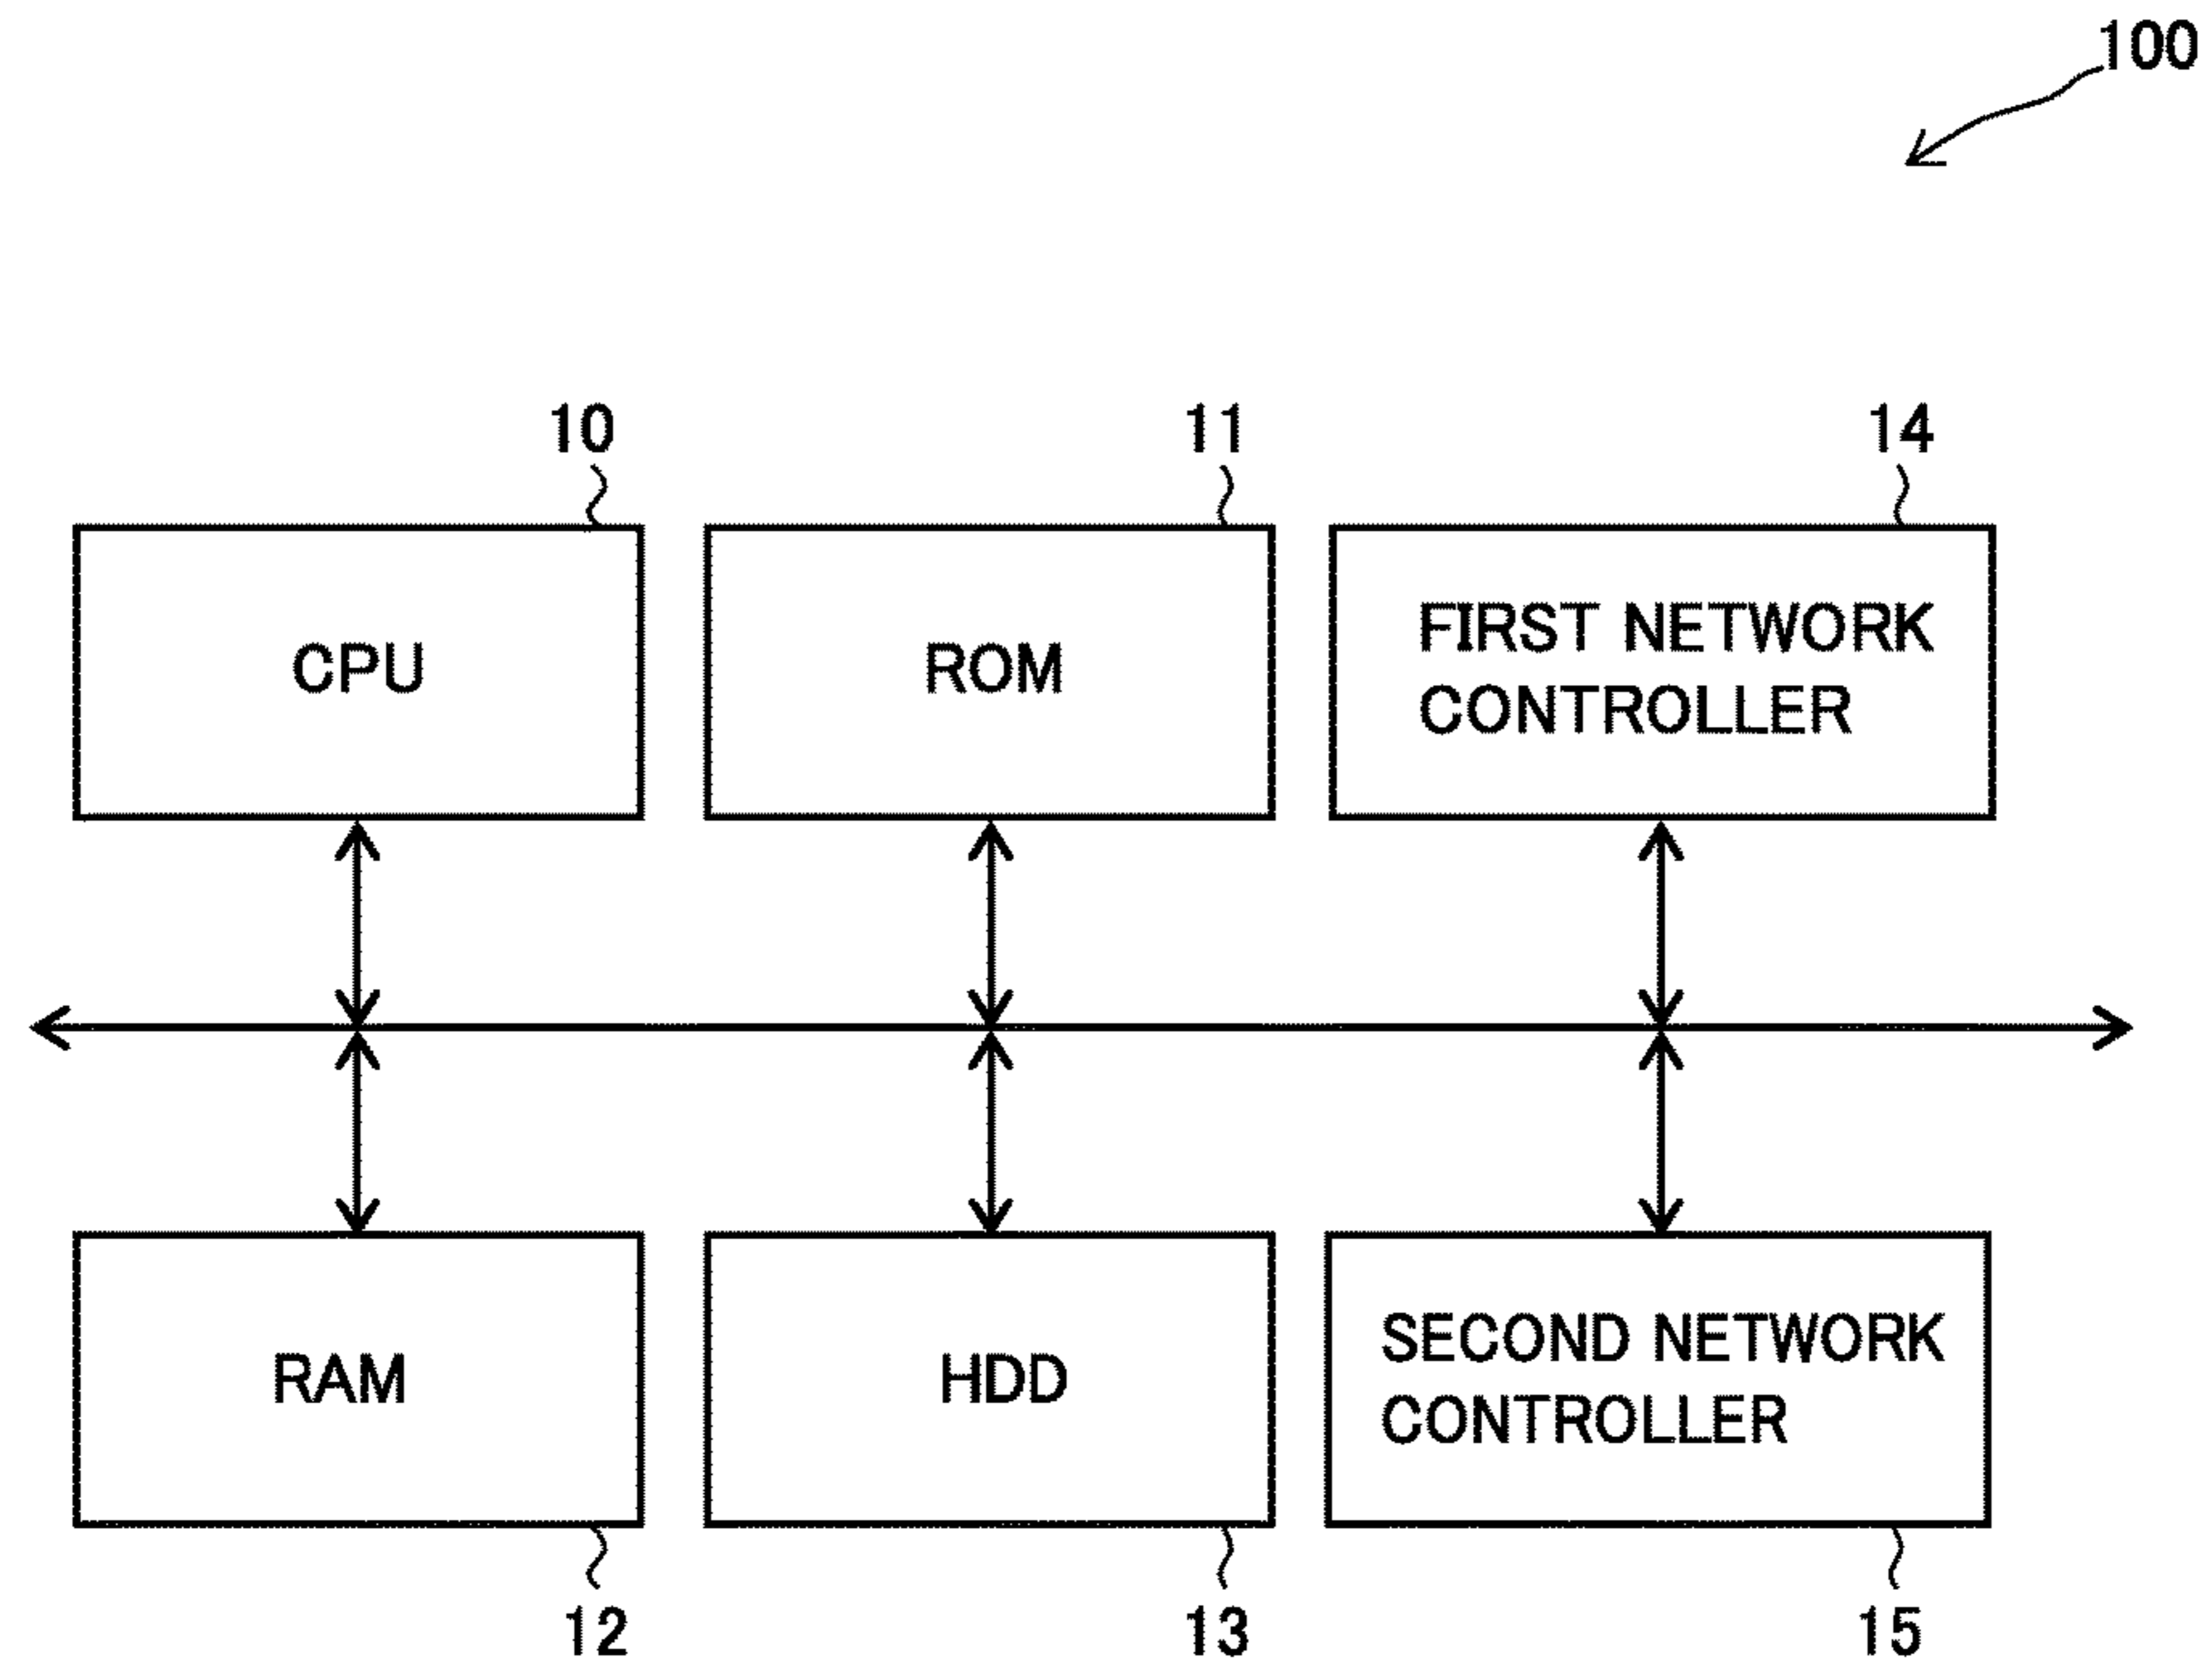 100
10
11
14
CPU
ROM
FIRST NETWORK
CONTROLLER
RAM
HDD
SECOND NETWORK
CONTROLLER
12
13
15